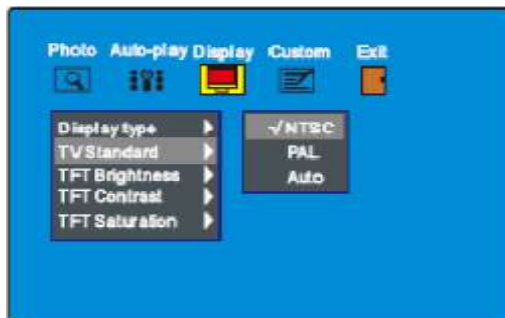 Photo Auto-play Display Custom Exit
Display type
TV Standard
TFT Brightness
TFT Contrast
TFT Saturation
√NTSC
PAL
Auto